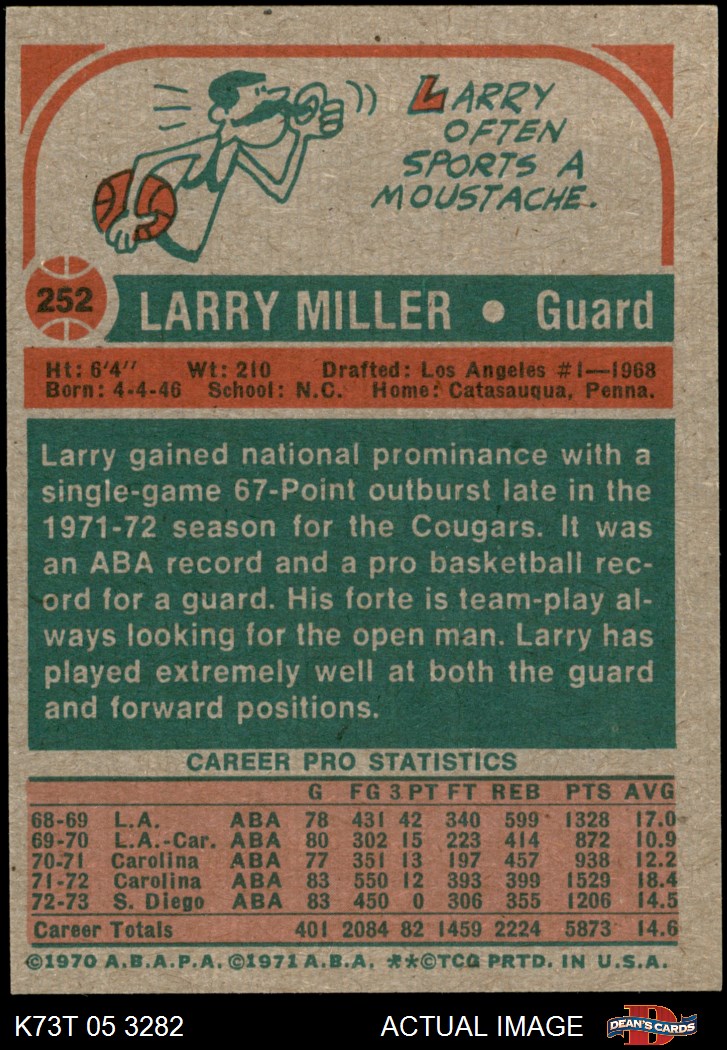 LARRY
OFTEN
SPORTS A
MOUSTACHE.
252
LARRY MILLER • Guard
Ht: 6'4" Wt: 210 Drafted: Los Angeles #1—1968
Born: 4-4-46 School: N.C. Home: Catasauqua, Penna.
Larry gained national prominance with a
single-game 67-Point outburst late in the
1971-72 season for the Cougars. It was
an ABA record and a pro basketball rec-
ord for a guard. His forte is team-play al-
ways looking for the open man. Larry has
played extremely well at both the guard
and forward positions.
CAREER PRO STATISTICS
G FG 3 PT FT REB PTS AVG
68-69 L.A. ABA 78 431 42 340 599 1328 17.0
69-70 L.A.-Car. ABA 80 302 15 223 414 872 10.9
70-71 Carolina ABA 77 351 13 197 457 938 12.2
71-72 Carolina ABA 83 550 12 393 399 1529 18.4
72-73 S. Diego ABA 83 450 0 306 355 1206 14.5
Career Totals 401 2084 82 1459 2224 5873 14.6
©1970 A.B.A.P.A. ©1971 A.B.A. **©TCG PRTD. IN U.S.A.
K73T 05 3282 ACTUAL IMAGE D DEAN'S CARDS